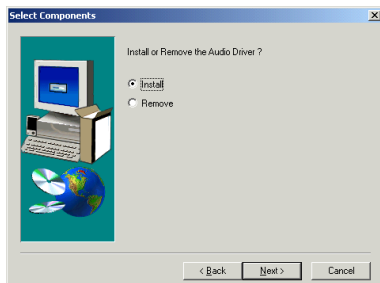 Select Components
Install or Remove the Audio Driver ?
Install
Remove
< Back
Next >
Cancel